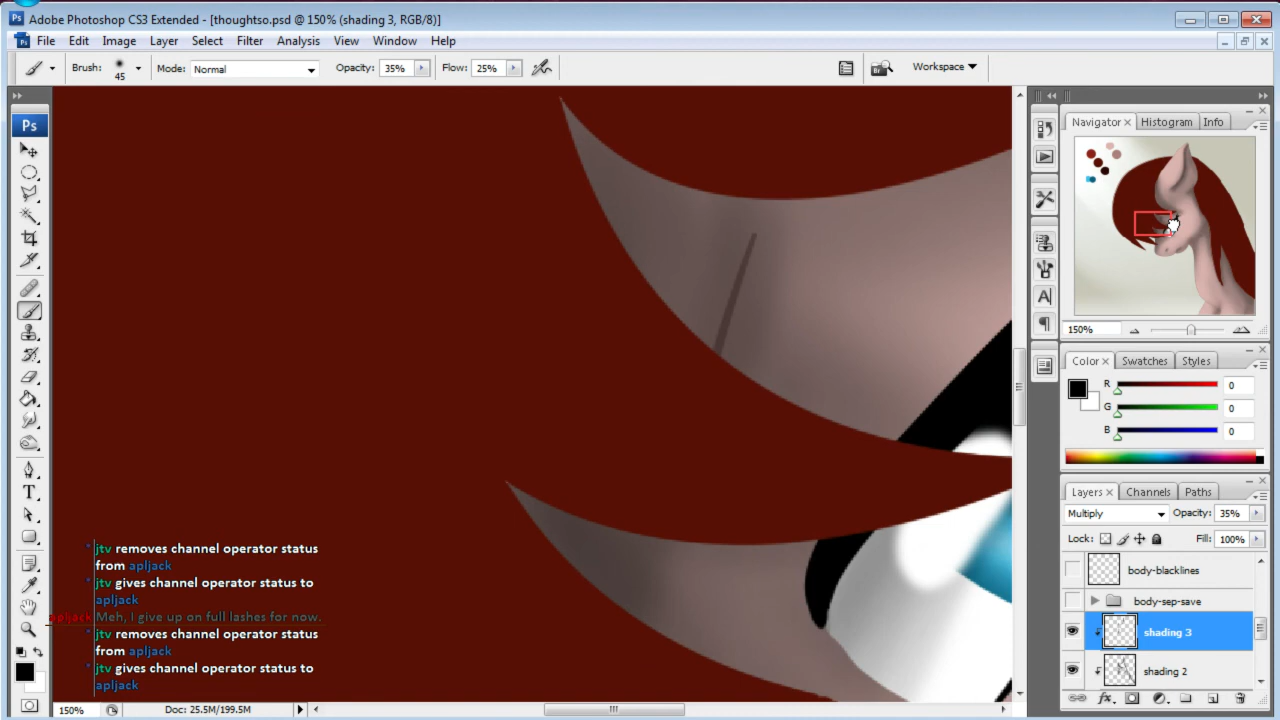 Ps Adobe Photoshop CS3 Extended - [thoughtso.psd @ 150% (shading 3, RGB/8)]
Ps File Edit Image Layer Select Filter Analysis View Window Help
Brush: 45 Mode: Normal Opacity: 35% Flow: 25% Br Workspace
Ps
Navigator × Histogram Info
150%
Color × Swatches Styles
R 0
G 0
B 0
Layers × Channels Paths
Multiply Opacity: 35%
Lock: Fill: 100%
body-blacklines
body-sep-save
shading 3
shading 2
* jtv removes channel operator status
from apljack
* jtv gives channel operator status to
apljack
apljack Meh, I give up on full lashes for now.
* jtv removes channel operator status
from apljack
* jtv gives channel operator status to
apljack
150% Doc: 25.5M/199.5M